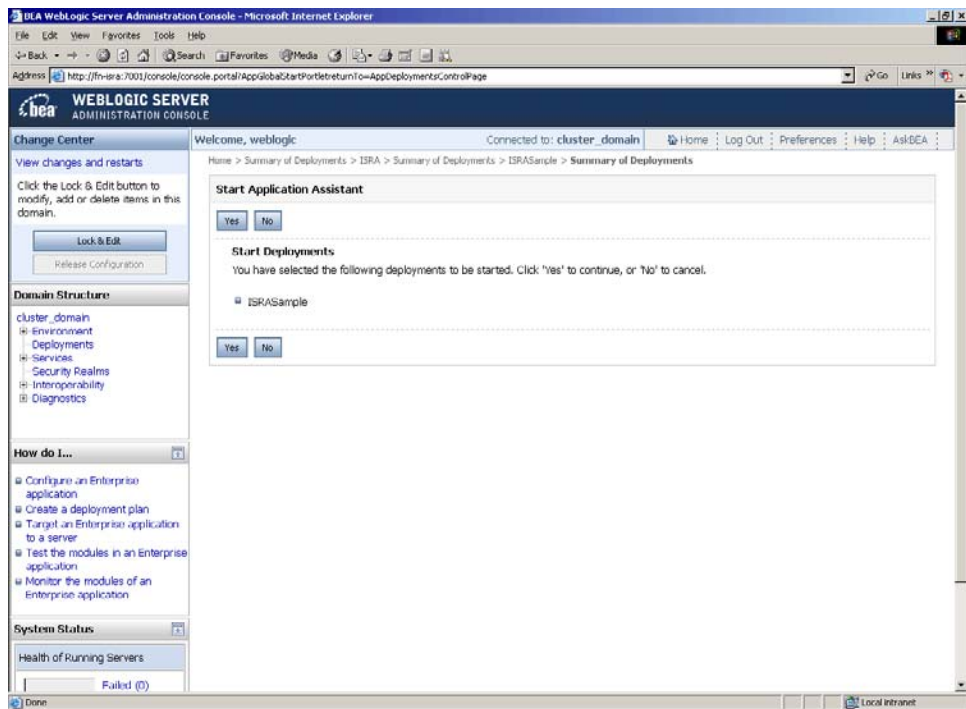 BEA WebLogic Server Administration Console - Microsoft Internet Explorer
File Edit View Favorites Tools Help
Back Search Favorites Media
Address http://fn-isra:7001/console/console.portal?AppGlobalStartPortletreturnTo=AppDeploymentsControlPage Go Links »
bea WEBLOGIC SERVER
ADMINISTRATION CONSOLE
Change Center
View changes and restarts
Click the Lock & Edit button to
modify, add or delete items in this
domain.
Lock & Edit
Release Configuration
Domain Structure
cluster_domain
Environment
Deployments
Services
Security Realms
Interoperability
Diagnostics
How do I...
Configure an Enterprise
application
Create a deployment plan
Target an Enterprise application
to a server
Test the modules in an Enterprise
application
Monitor the modules of an
Enterprise application
System Status
Health of Running Servers
Failed (0)
Welcome, weblogic Connected to: cluster_domain Home Log Out Preferences Help AskBEA
Home > Summary of Deployments > ISRA > Summary of Deployments > ISRASample > Summary of Deployments
Start Application Assistant
Yes No
Start Deployments
You have selected the following deployments to be started. Click 'Yes' to continue, or 'No' to cancel.
ISRASample
Yes No
Done Local intranet